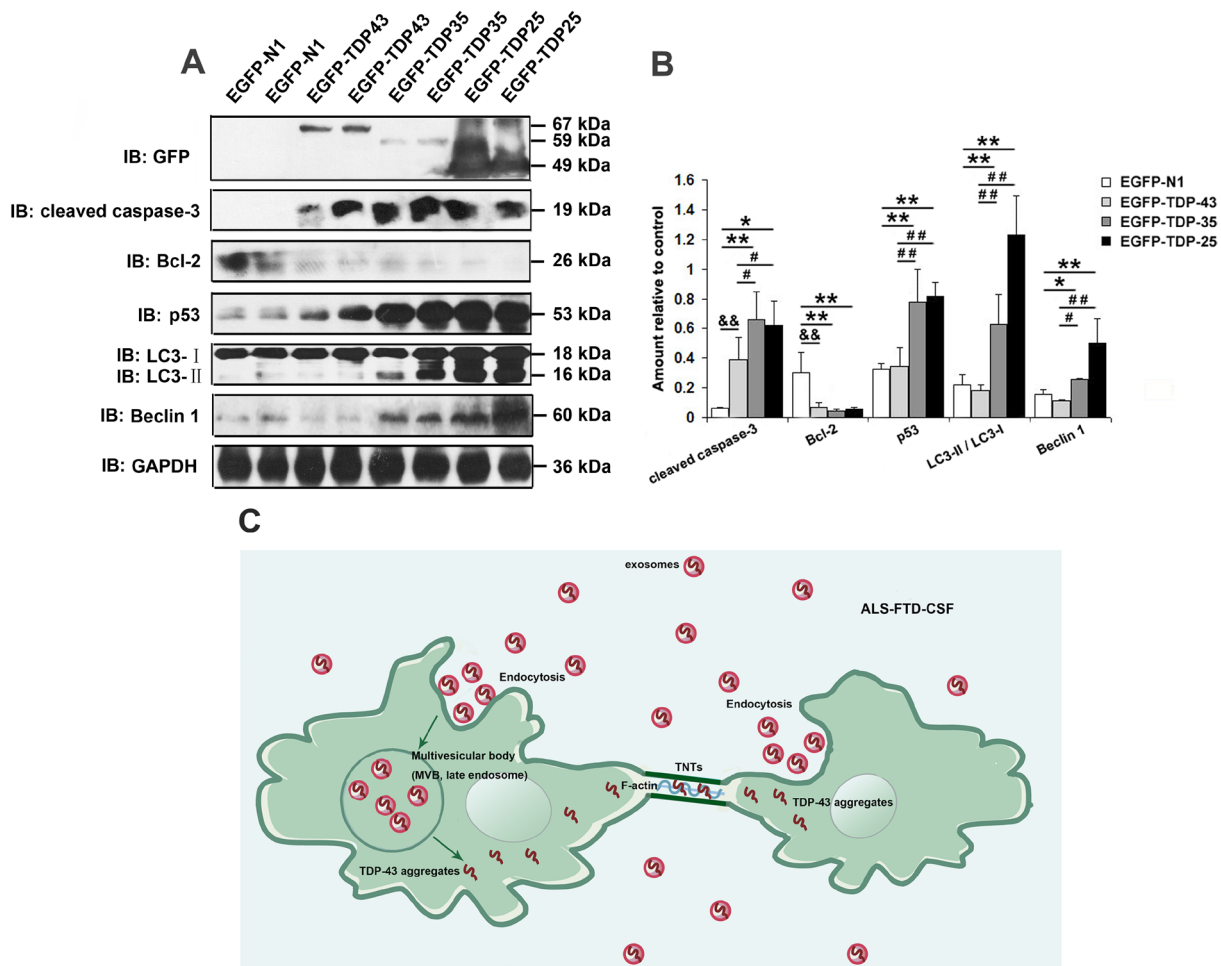 A
EGFP-N1
EGFP-N1
EGFP-TDP43
EGFP-TDP43
EGFP-TDP35
EGFP-TDP35
EGFP-TDP25
EGFP-TDP25
IB: GFP
67 kDa
59 kDa
49 kDa
IB: cleaved caspase-3
19 kDa
IB: Bcl-2
26 kDa
IB: p53
53 kDa
IB: LC3-Ⅰ
18 kDa
IB: LC3-Ⅱ
16 kDa
IB: Beclin 1
60 kDa
IB: GAPDH
36 kDa
B
Amount relative to control
1.6
1.4
1.2
1
0.8
0.6
0.4
0.2
0
*
**
#
#
&&
**
**
&&
**
**
##
##
**
**
##
##
**
*
##
#
cleaved caspase-3
Bcl-2
p53
LC3-II / LC3-I
Beclin 1
EGFP-N1
EGFP-TDP-43
EGFP-TDP-35
EGFP-TDP-25
C
exosomes
ALS-FTD-CSF
Endocytosis
Endocytosis
Multivesicular body
(MVB, late endosome)
TNTs
F-actin
TDP-43 aggregates
TDP-43 aggregates